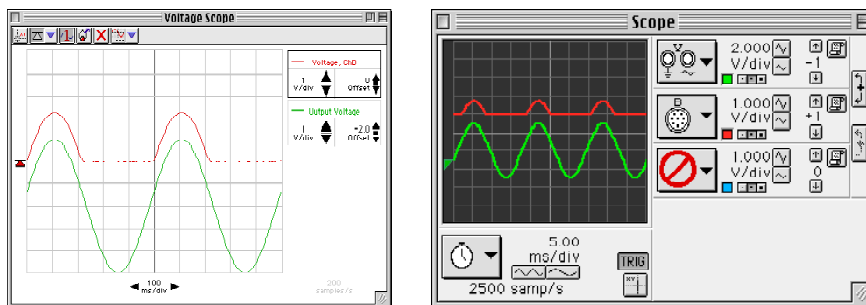 Voltage Scope
Voltage, ChB
1
V/div
0
Offset
Output Voltage
1
V/div
+2.0
Offset
100
ms/div
200
samples/s
Scope
V
2.000
V/div
-1
D
1.000
V/div
+1
1.000
V/div
0
5.00
ms/div
TRIG
2500 samp/s
XY